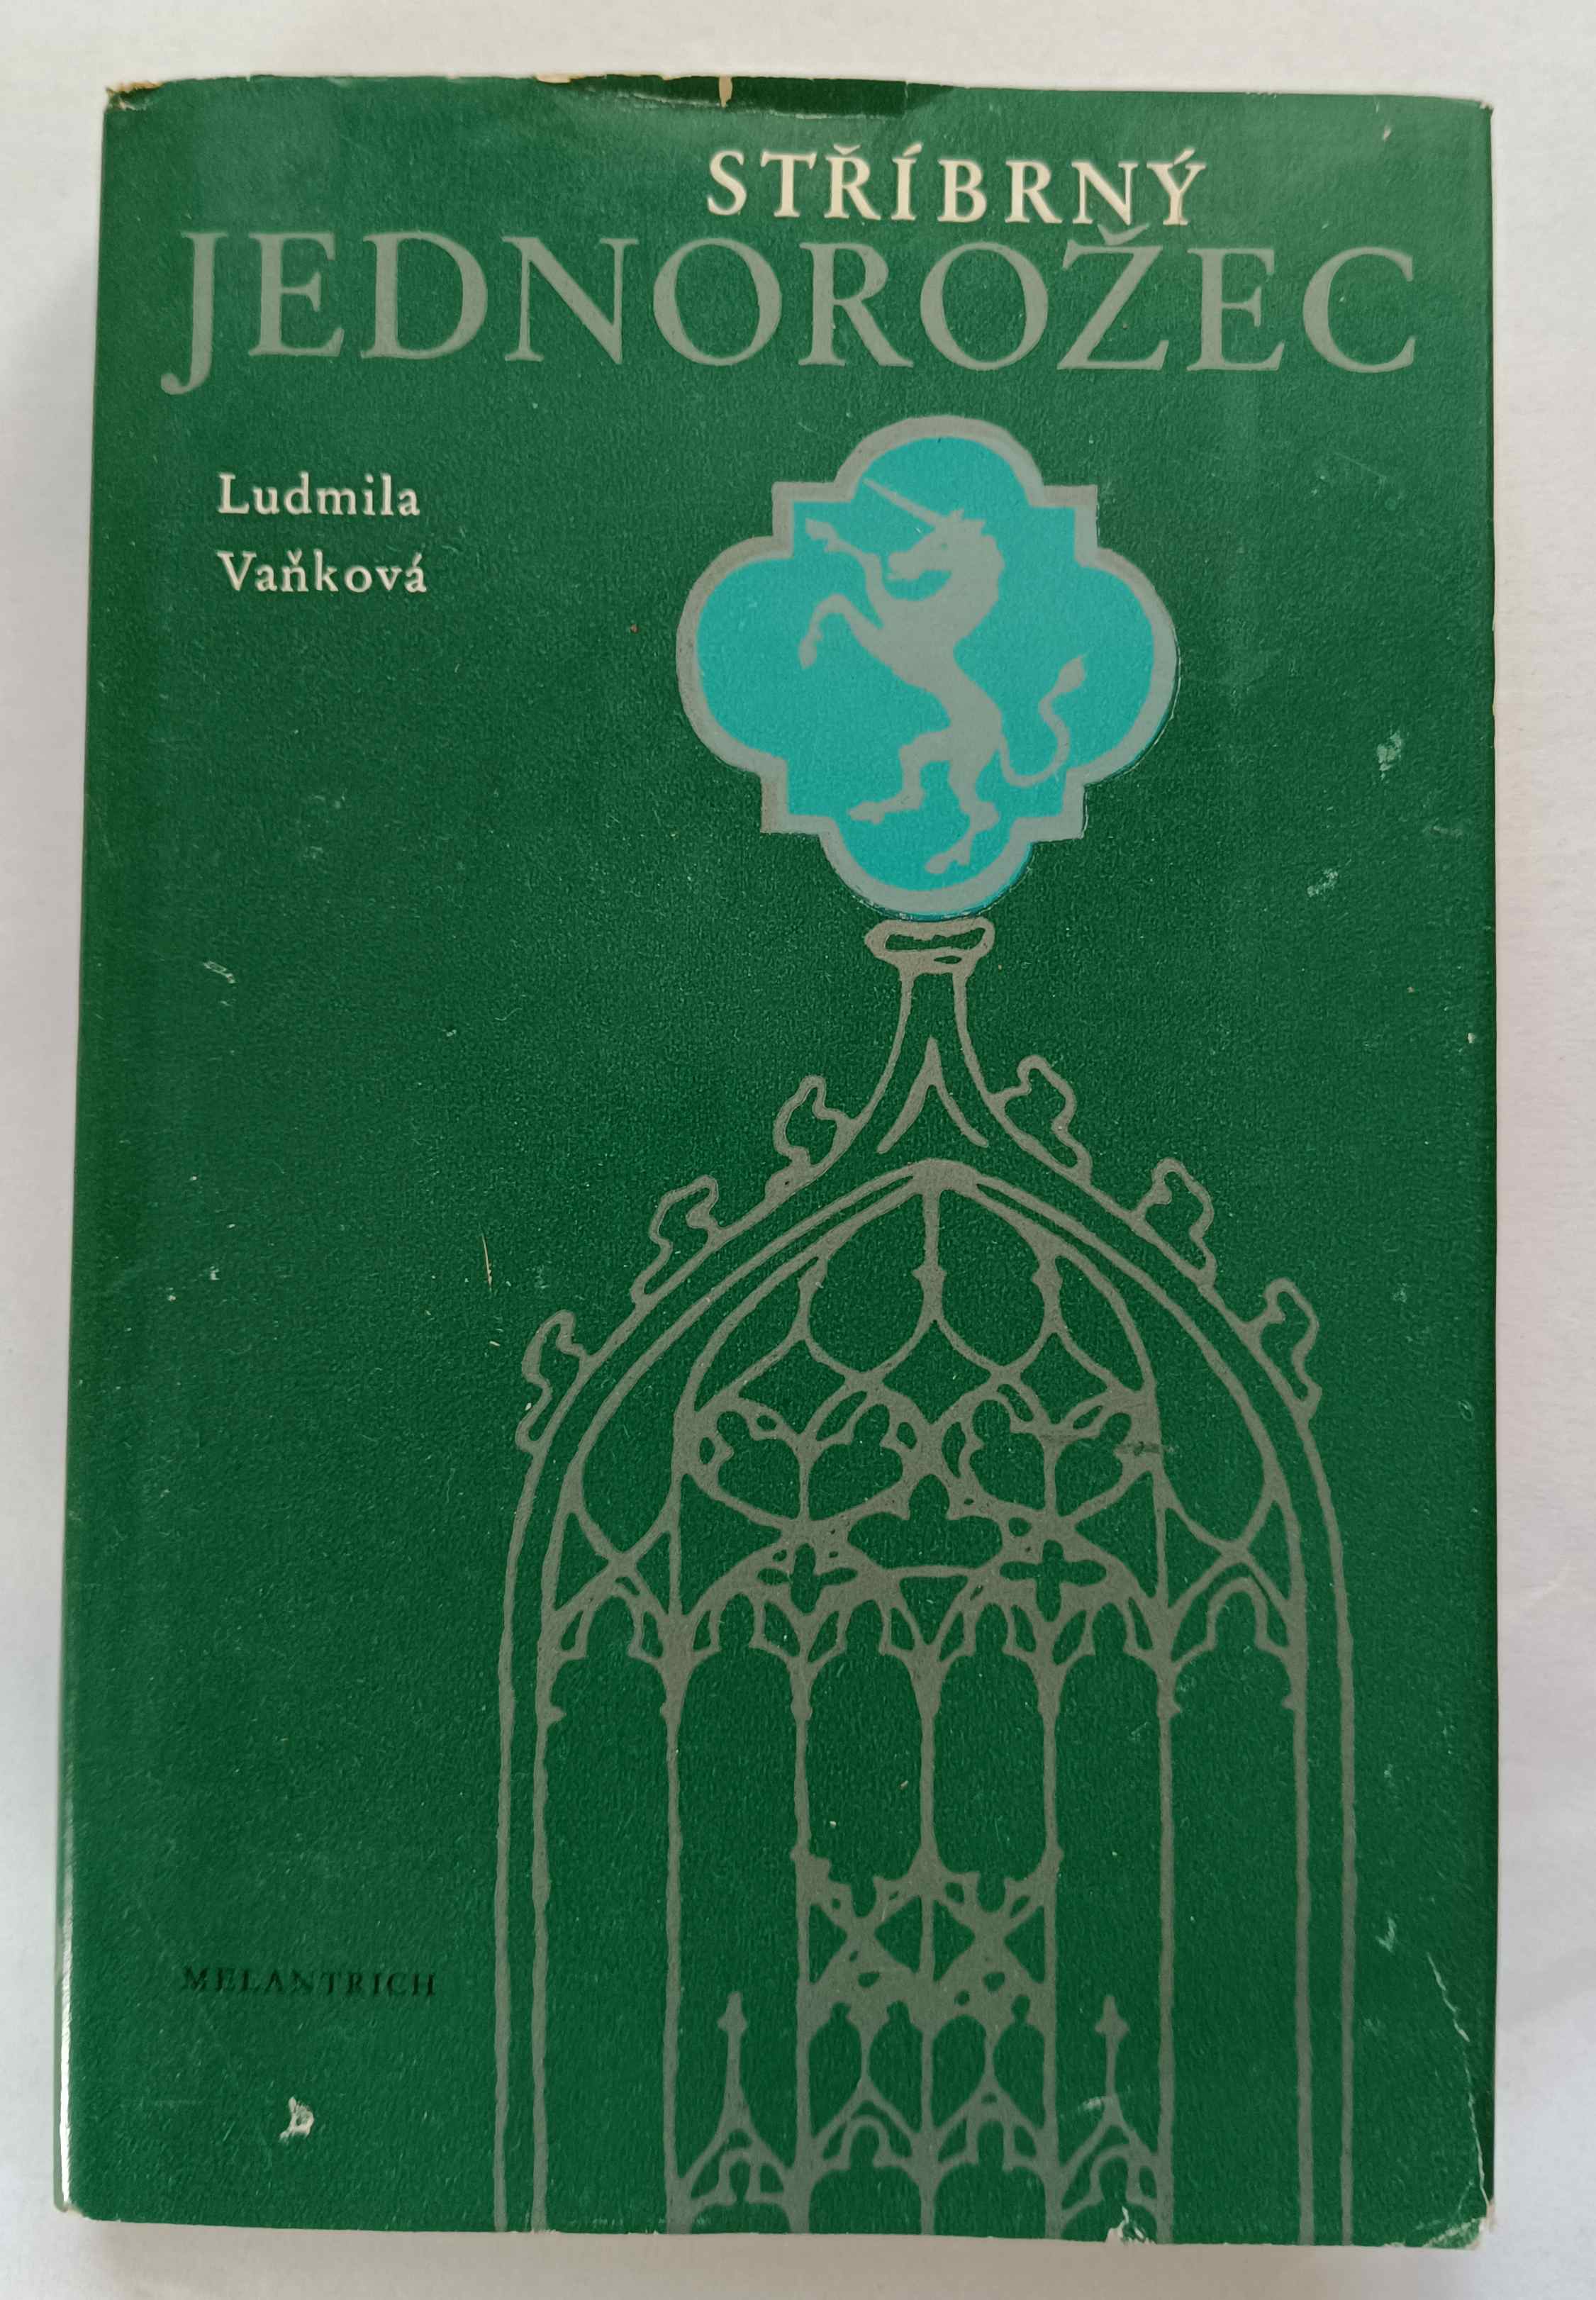 STŘÍBRNÝ
JEDNOROŽEC
Ludmila
Vaňková
MELANTRICH